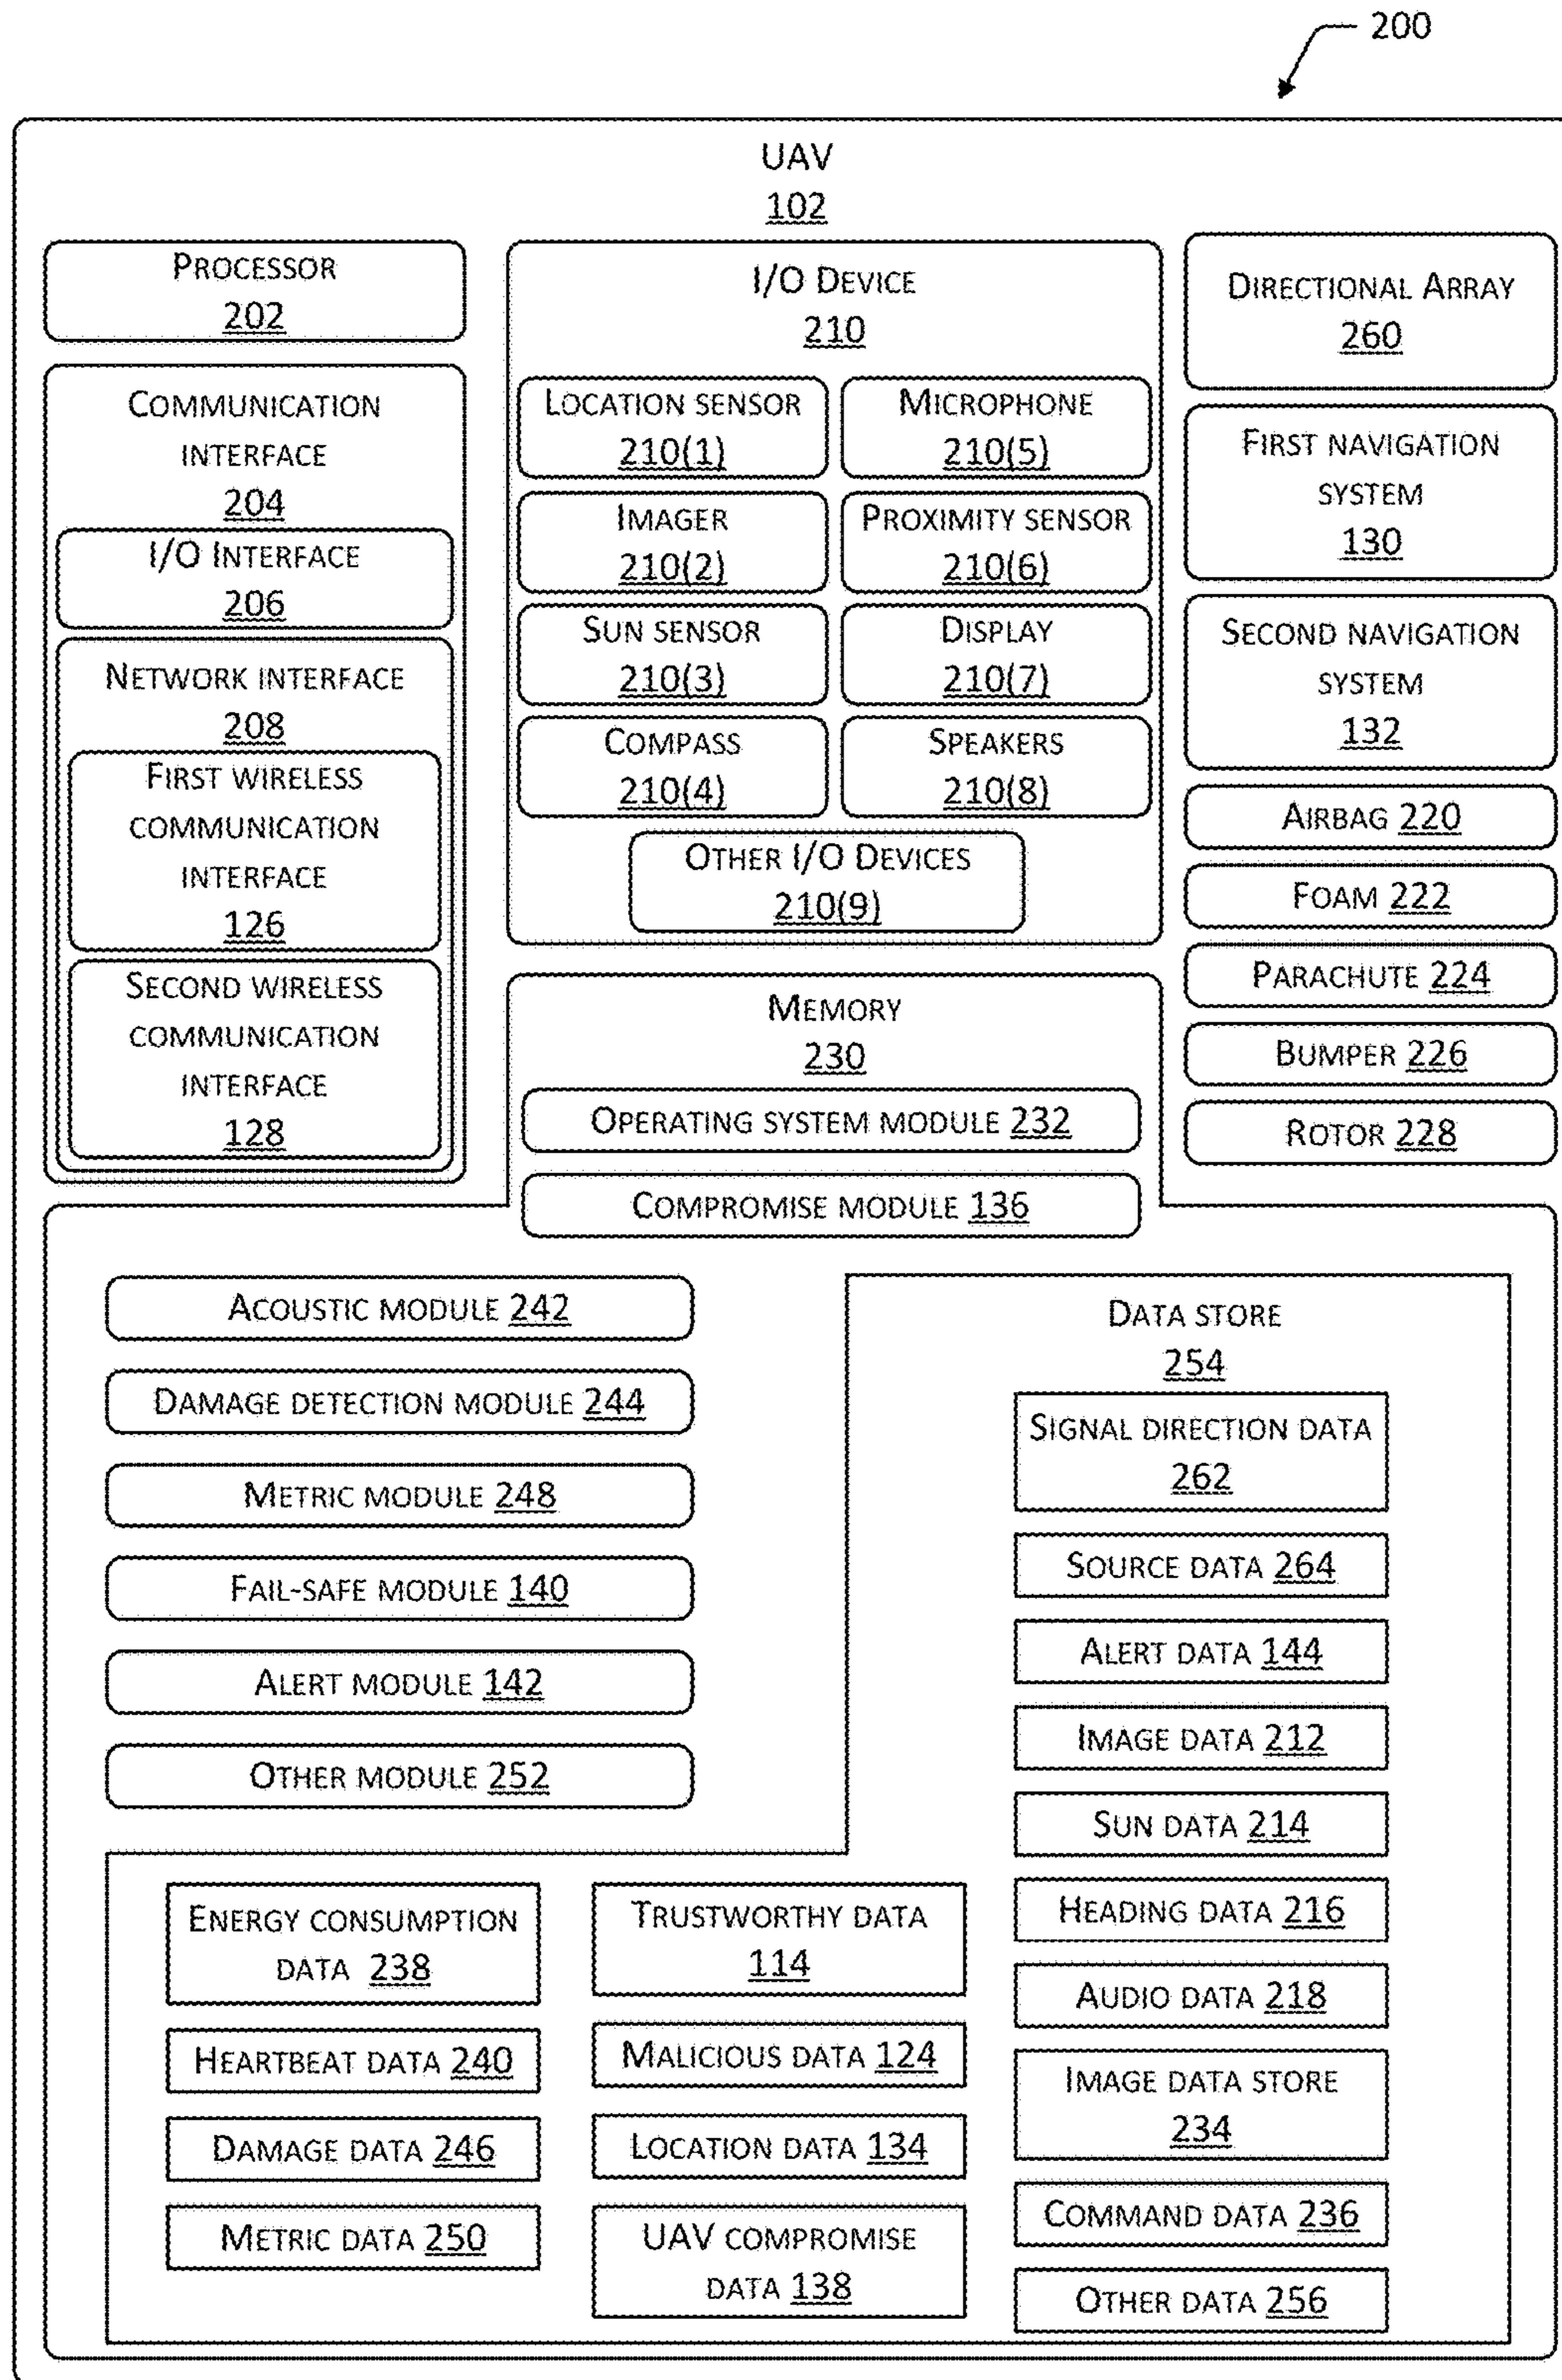 200
UAV
102
PROCESSOR
202
COMMUNICATION
INTERFACE
204
I/O INTERFACE
206
NETWORK INTERFACE
208
FIRST WIRELESS
COMMUNICATION
INTERFACE
126
SECOND WIRELESS
COMMUNICATION
INTERFACE
128
I/O DEVICE
210
LOCATION SENSOR
210(1)
MICROPHONE
210(5)
IMAGER
210(2)
PROXIMITY SENSOR
210(6)
SUN SENSOR
210(3)
DISPLAY
210(7)
COMPASS
210(4)
SPEAKERS
210(8)
OTHER I/O DEVICES
210(9)
DIRECTIONAL ARRAY
260
FIRST NAVIGATION
SYSTEM
130
SECOND NAVIGATION
SYSTEM
132
AIRBAG 220
FOAM 222
PARACHUTE 224
BUMPER 226
ROTOR 228
MEMORY
230
OPERATING SYSTEM MODULE 232
COMPROMISE MODULE 136
ACOUSTIC MODULE 242
DAMAGE DETECTION MODULE 244
METRIC MODULE 248
FAIL-SAFE MODULE 140
ALERT MODULE 142
OTHER MODULE 252
DATA STORE
254
SIGNAL DIRECTION DATA
262
SOURCE DATA 264
ALERT DATA 144
IMAGE DATA 212
SUN DATA 214
HEADING DATA 216
AUDIO DATA 218
IMAGE DATA STORE
234
COMMAND DATA 236
OTHER DATA 256
ENERGY CONSUMPTION
DATA 238
HEARTBEAT DATA 240
DAMAGE DATA 246
METRIC DATA 250
TRUSTWORTHY DATA
114
MALICIOUS DATA 124
LOCATION DATA 134
UAV COMPROMISE
DATA 138